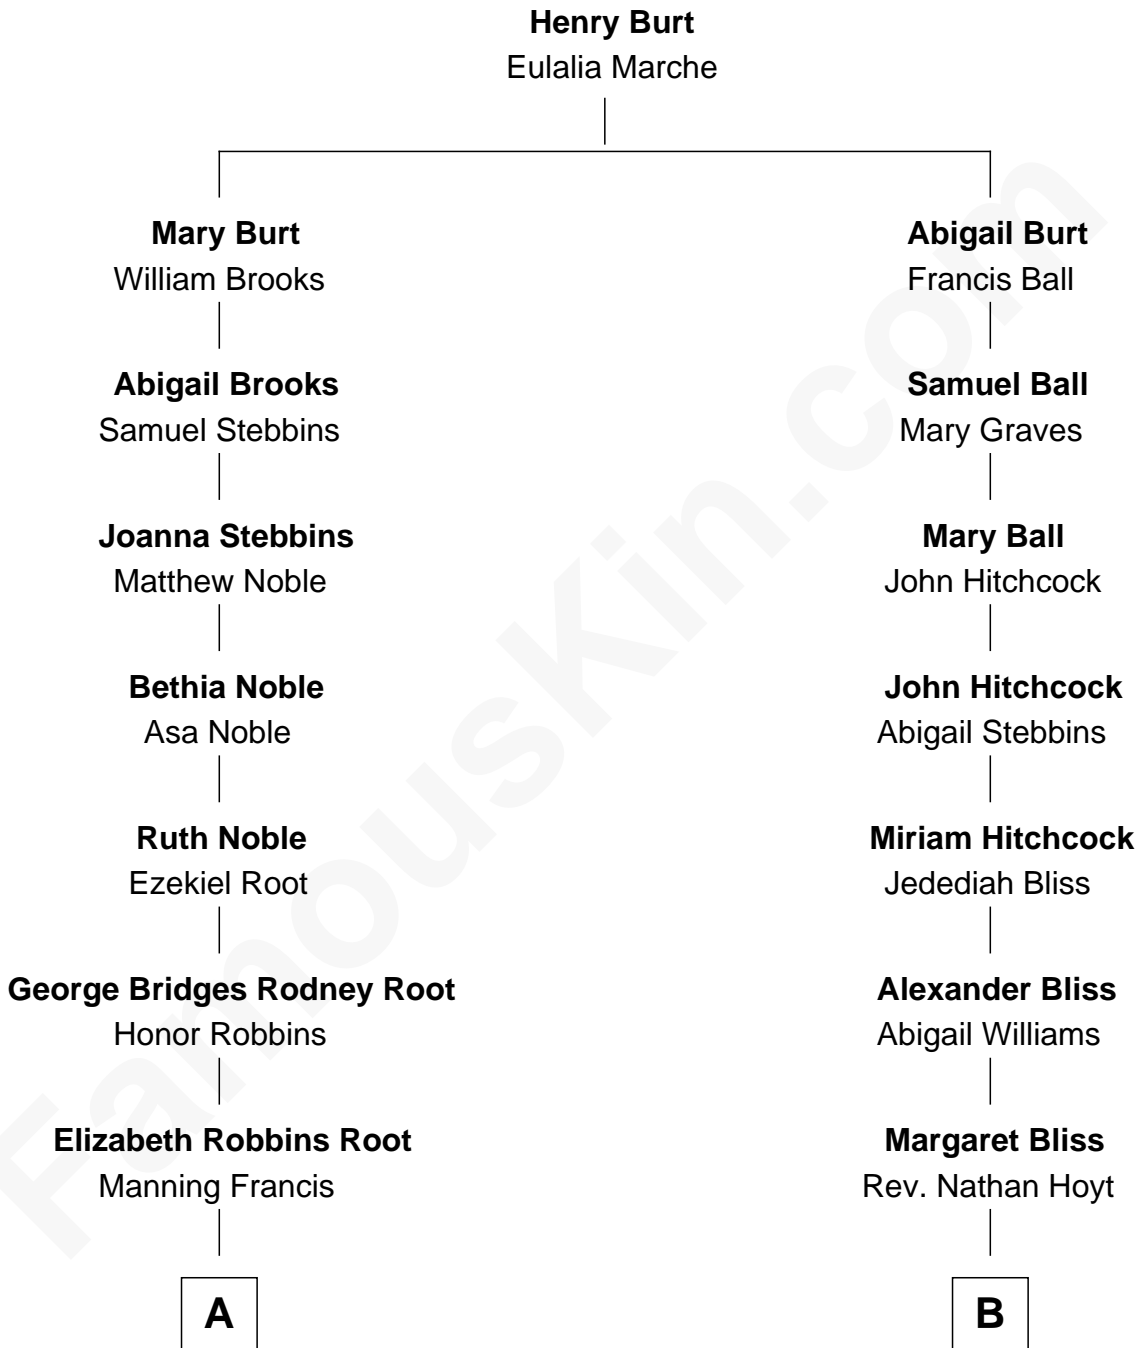 Henry Burt
Eulalia Marche
Mary Burt
William Brooks
Abigail Burt
Francis Ball
Abigail Brooks
Samuel Stebbins
Samuel Ball
Mary Graves
Joanna Stebbins
Matthew Noble
Mary Ball
John Hitchcock
Bethia Noble
Asa Noble
John Hitchcock
Abigail Stebbins
Ruth Noble
Ezekiel Root
Miriam Hitchcock
Jedediah Bliss
George Bridges Rodney Root
Honor Robbins
Alexander Bliss
Abigail Williams
Elizabeth Robbins Root
Manning Francis
Margaret Bliss
Rev. Nathan Hoyt
A
B
FamousKin.com